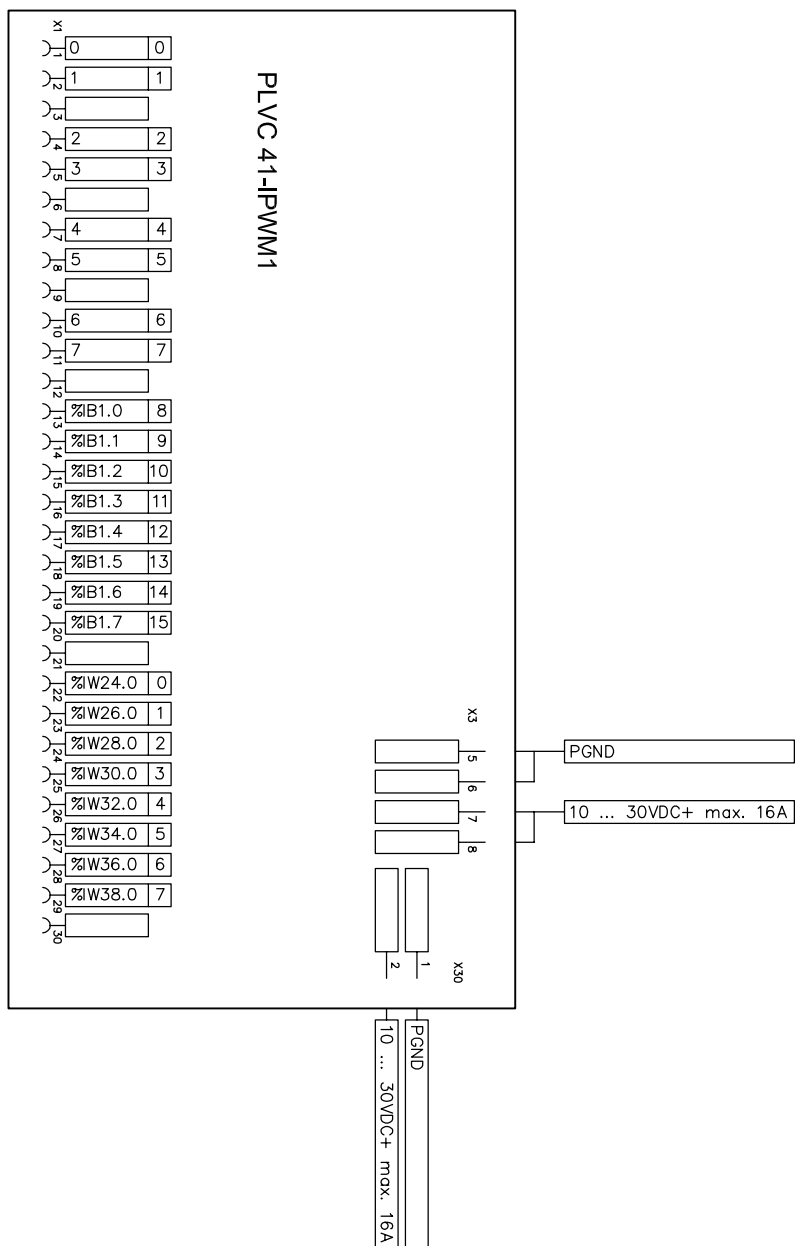 X1
1 0 0
2 1 1
3
4 2 2
5 3 3
6
7 4 4
8 5 5
9
10 6 6
11 7 7
12
13 %IB1.0 8
14 %IB1.1 9
15 %IB1.2 10
16 %IB1.3 11
17 %IB1.4 12
18 %IB1.5 13
19 %IB1.6 14
20 %IB1.7 15
21
22 %IW24.0 0
23 %IW26.0 1
24 %IW28.0 2
25 %IW30.0 3
26 %IW32.0 4
27 %IW34.0 5
28 %IW36.0 6
29 %IW38.0 7
30
PLVC 41-IPWM1
X3
5 PGND
6
7 10 ... 30VDC+ max. 16A
8
X30
1
PGND
2
10 ... 30VDC+ max. 16A